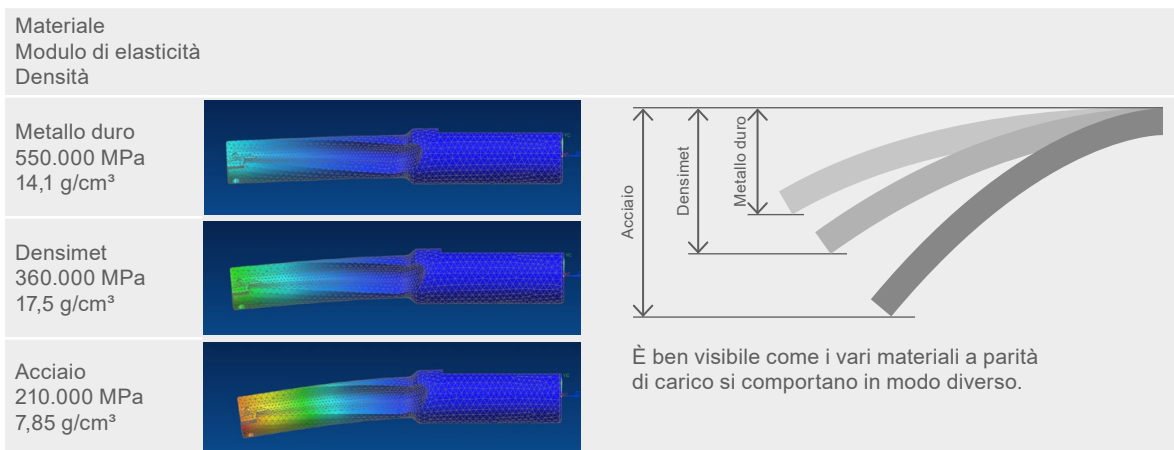 Materiale
Modulo di elasticità
Densità
Metallo duro
550.000 MPa
14,1 g/cm³
Densimet
360.000 MPa
17,5 g/cm³
Acciaio
210.000 MPa
7,85 g/cm³
Acciaio
Densimet
Metallo duro
È ben visibile come i vari materiali a parità
di carico si comportano in modo diverso.